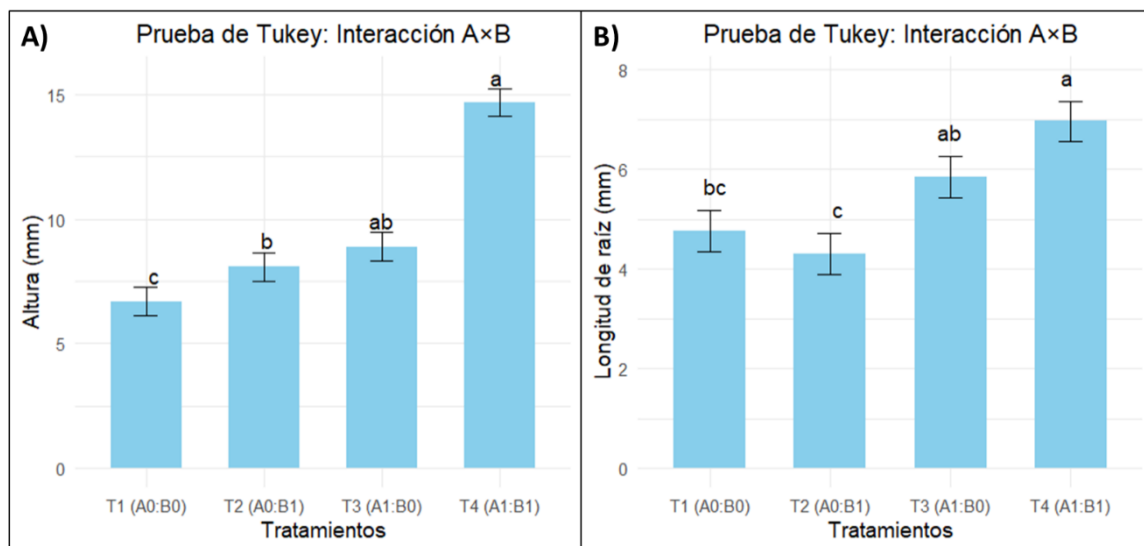 A)
Prueba de Tukey: Interacción A×B
Altura (mm)
15
10
5
0
c
b
ab
a
T1 (A0:B0)
T2 (A0:B1)
T3 (A1:B0)
T4 (A1:B1)
Tratamientos
B)
Prueba de Tukey: Interacción A×B
Longitud de raíz (mm)
8
6
4
2
0
bc
c
ab
a
T1 (A0:B0)
T2 (A0:B1)
T3 (A1:B0)
T4 (A1:B1)
Tratamientos